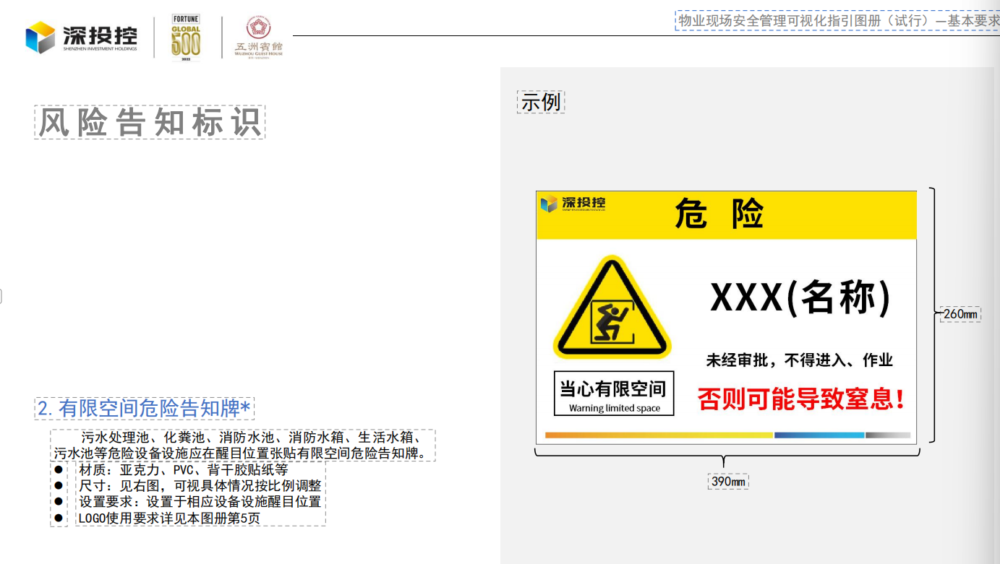 深投控
SHENZHEN INVESTMENT HOLDINGS
FORTUNE
GLOBAL
500
2022
五洲賓館
WUZHOU GUEST HOUSE
物业现场安全管理可视化指引图册（试行）—基本要求
风险告知标识
示例
深投控
危 险
XXX(名称)
未经审批，不得进入、作业
否则可能导致窒息！
当心有限空间
Warning limited space
260mm
390mm
2. 有限空间危险告知牌*
污水处理池、化粪池、消防水池、消防水箱、生活水箱、
污水池等危险设备设施应在醒目位置张贴有限空间危险告知牌。
● 材质：亚克力、PVC、背干胶贴纸等
● 尺寸：见右图，可视具体情况按比例调整
● 设置要求：设置于相应设备设施醒目位置
● LOGO使用要求详见本图册第5页